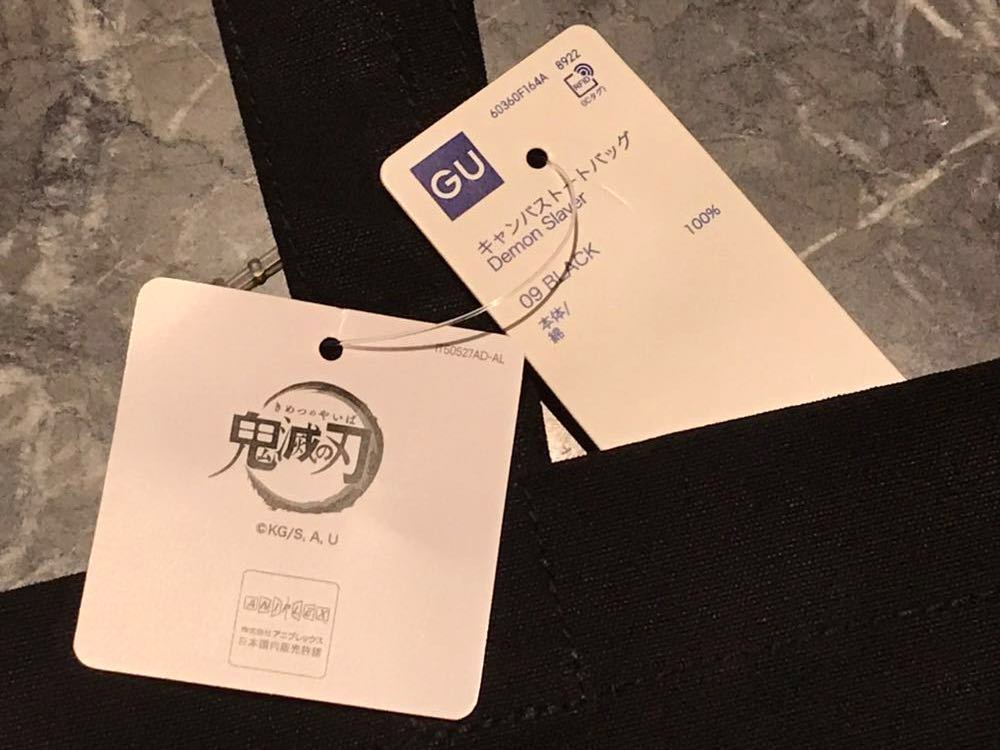 60360F164A 8922
RFID
(ICタグ)
GU
キャンバストートバッグ
Demon Slayer
09 BLACK
本体/
綿 100%
IT50527AD-AL
きめつのやいば
鬼滅の刃
©KG/S, A, U
ANIPLEX
株式会社 アニプレックス
日本国内販売許諾